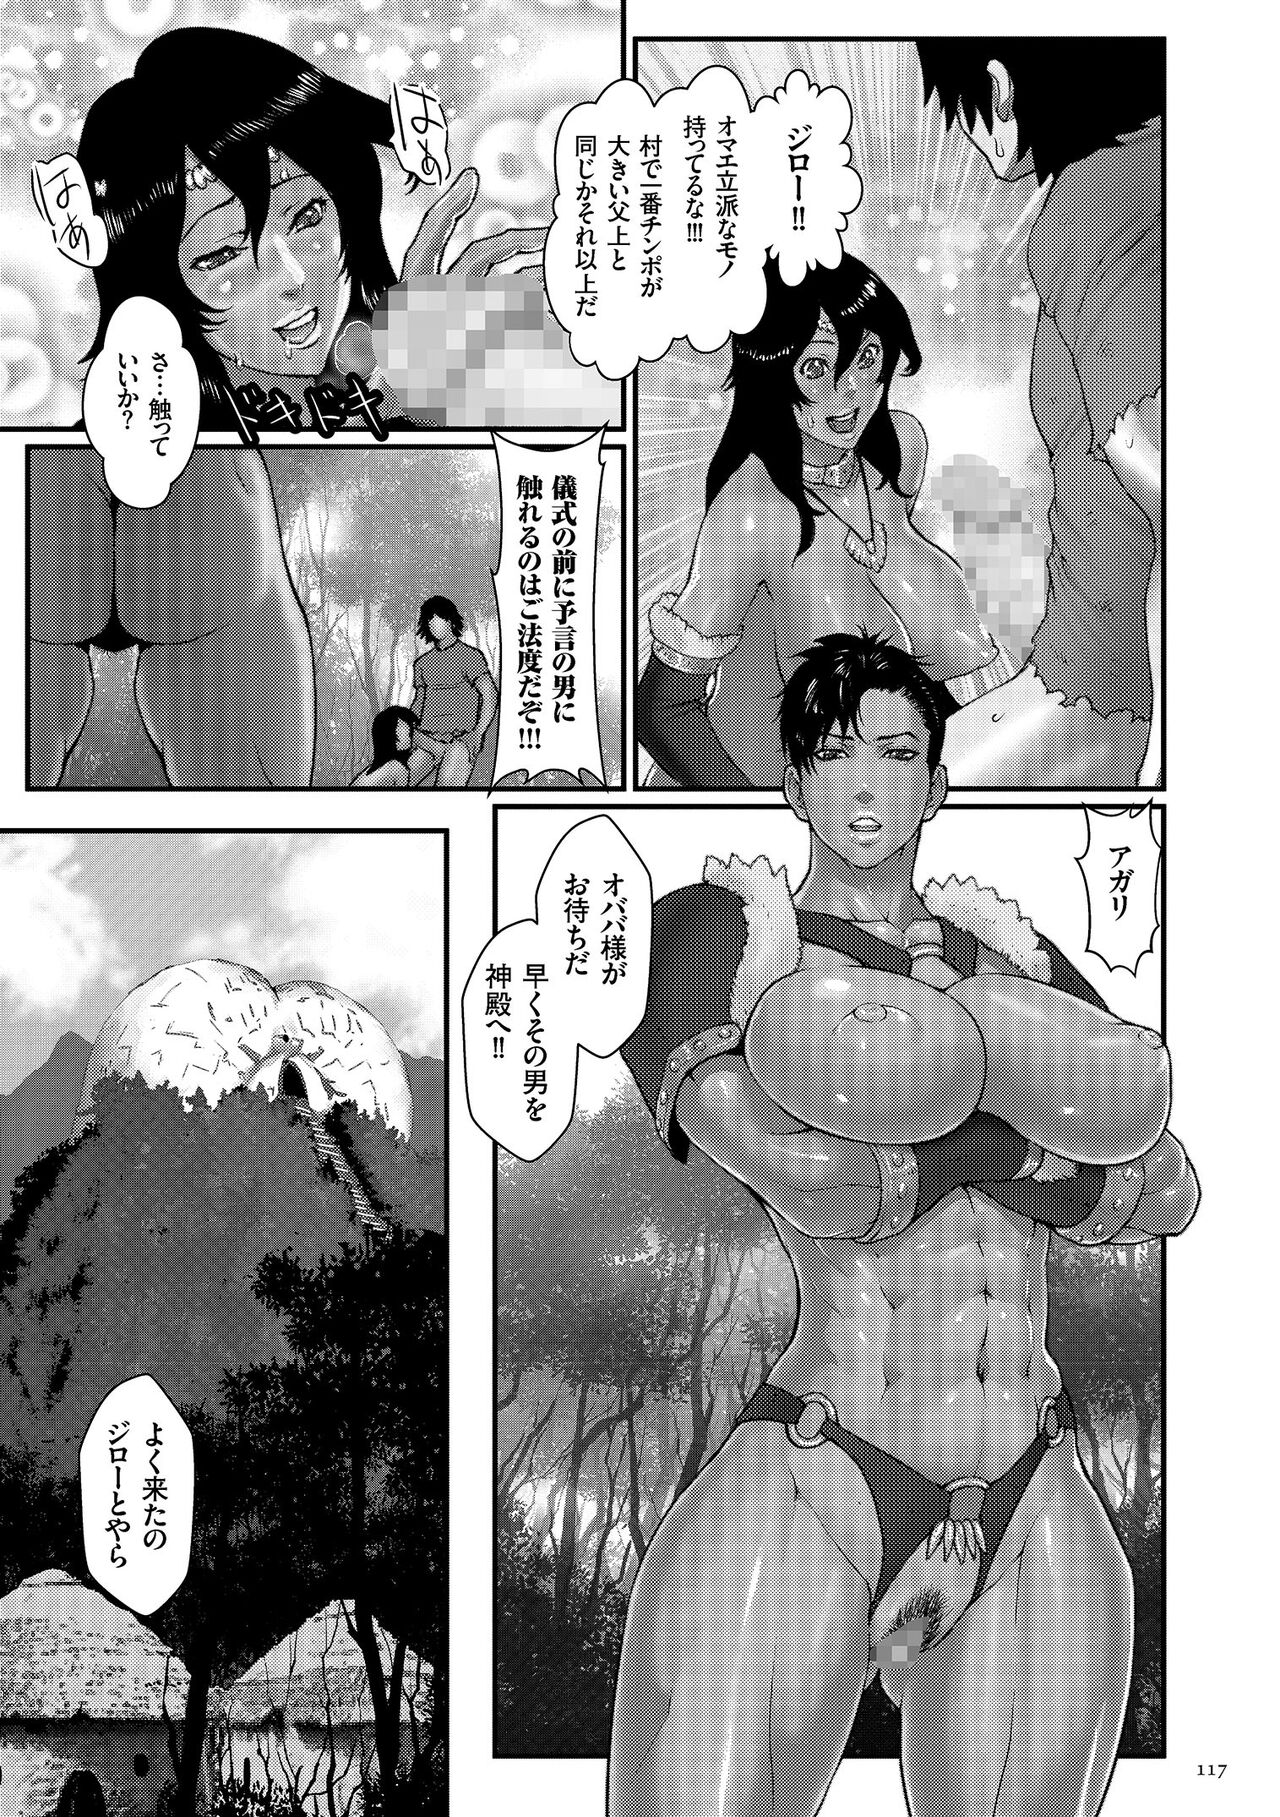 ジロー!!
オマエ立派なモノ
持ってるな!!!
村で一番チンポが
大きい父上と
同じかそれ以上だ
はぁ
はぁ
ドキドキ
さ…触って
いいか?
儀式の前に予言の男に
触れるのはご法度だぞ!!!
アガリ
オババ様が
お待ちだ
早くその男を
神殿へ!!
よく来たの
ジローとやら
117